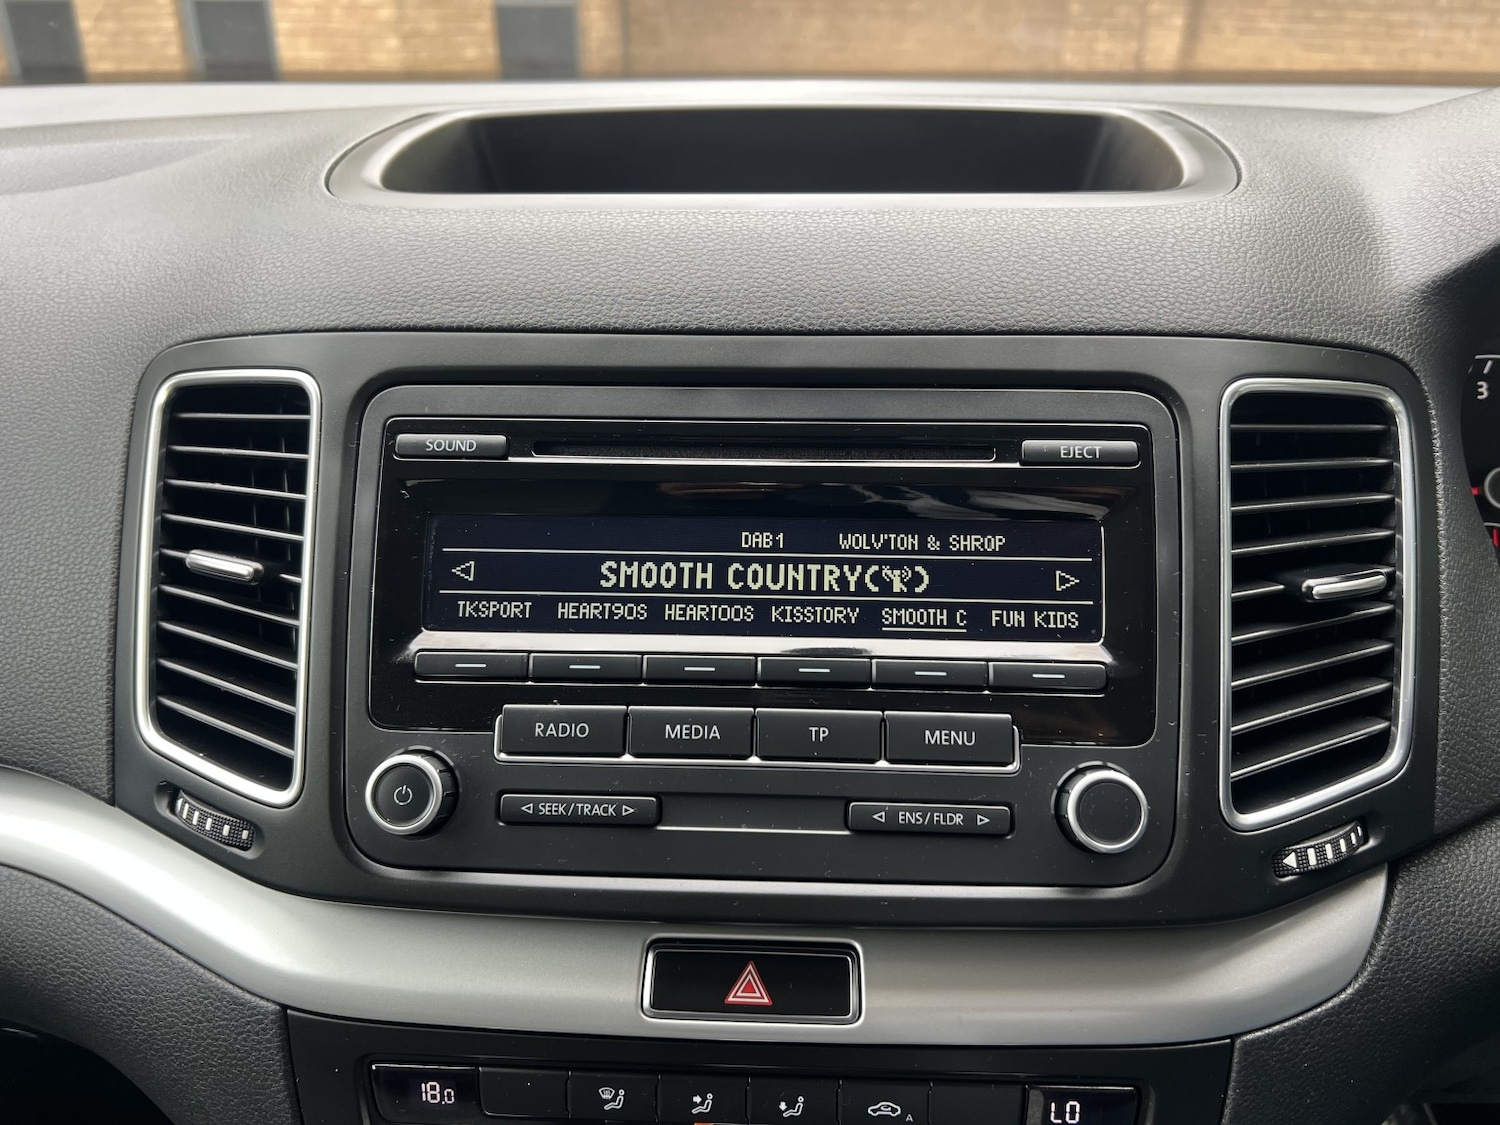 SOUND
EJECT
DAB1 WOLV'TON & SHROP
SMOOTH COUNTRY
TKSPORT HEART90S HEART00S KISSTORY SMOOTH C FUN KIDS
RADIO MEDIA TP MENU
SEEK/TRACK ENS/FLDR
3
18.0 A LO